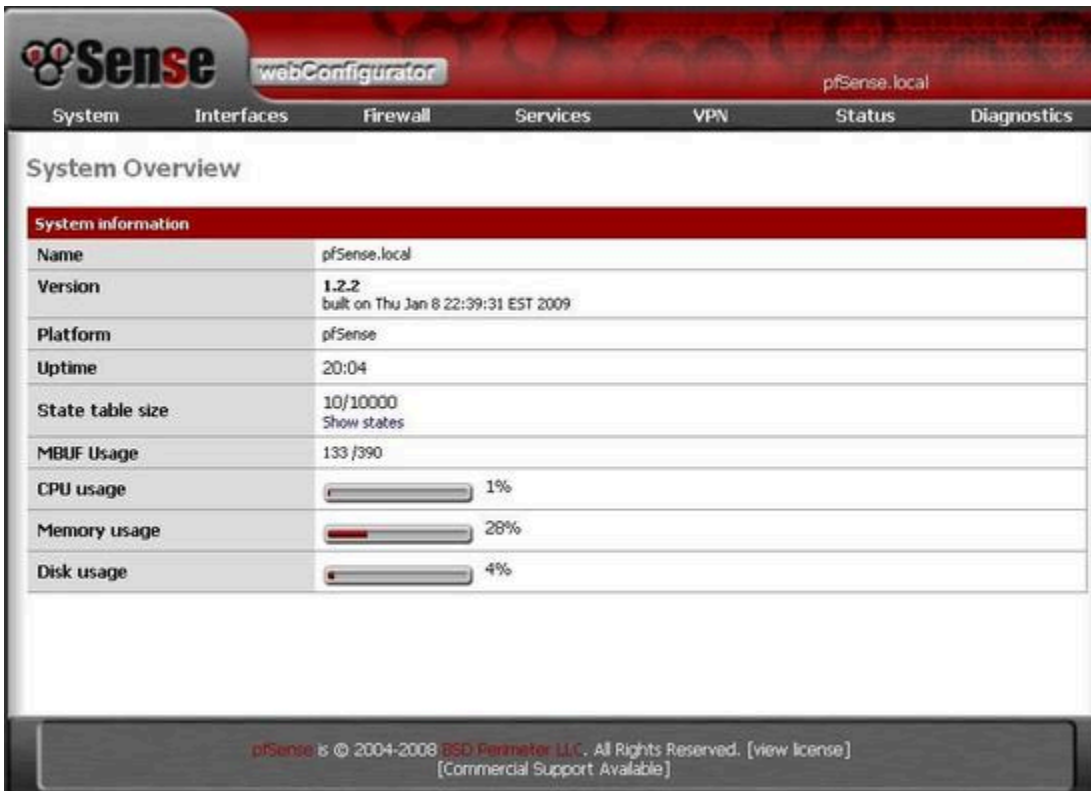 Sense webConfigurator
pfSense.local
System Interfaces Firewall Services VPN Status Diagnostics
System Overview
System information
Name pfSense.local
Version 1.2.2
built on Thu Jan 8 22:39:31 EST 2009
Platform pfSense
Uptime 20:04
State table size 10/10000
Show states
MBUF Usage 133 /390
CPU usage 1%
Memory usage 28%
Disk usage 4%
pfSense is © 2004-2008 BSD Perimeter LLC. All Rights Reserved. [view license]
[Commercial Support Available]